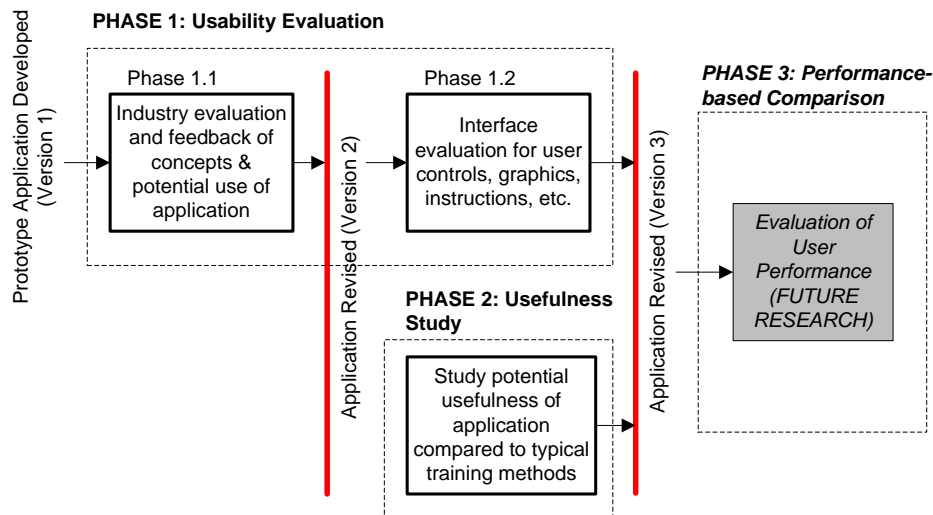 PHASE 1: Usability Evaluation
Prototype Application Developed
(Version 1)
Phase 1.1
Industry evaluation
and feedback of
concepts &
potential use of
application
Application Revised (Version 2)
Phase 1.2
Interface
evaluation for user
controls, graphics,
instructions, etc.
PHASE 2: Usefulness
Study
Study potential
usefulness of
application
compared to typical
training methods
Application Revised (Version 3)
PHASE 3: Performance-
based Comparison
Evaluation of
User
Performance
(FUTURE
RESEARCH)